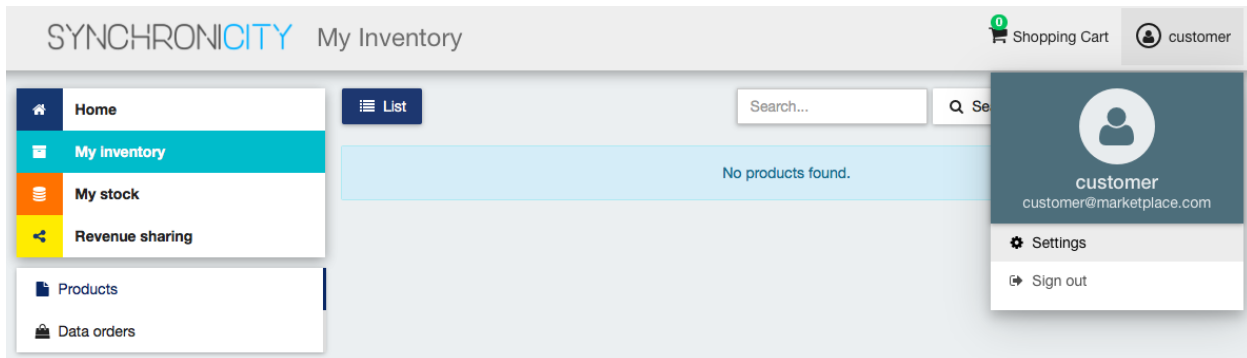 SYNCHRONICITY My Inventory
0
Shopping Cart
customer
Home
My inventory
My stock
Revenue sharing
Products
Data orders
List
Search...
Se
No products found.
customer
customer@marketplace.com
Settings
Sign out